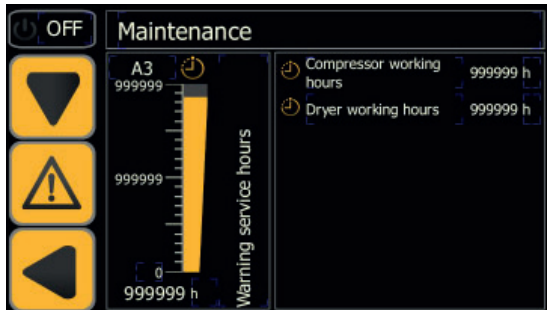 OFF
Maintenance
A3
999999
999999
0
999999 h
Warning service hours
Compressor working
hours
999999 h
Dryer working hours
999999 h